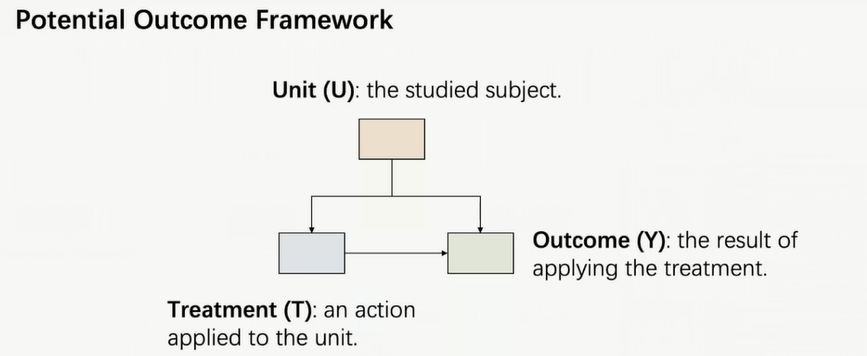 Potential Outcome Framework
Unit (U): the studied subject.
Outcome (Y): the result of
applying the treatment.
Treatment (T): an action
applied to the unit.